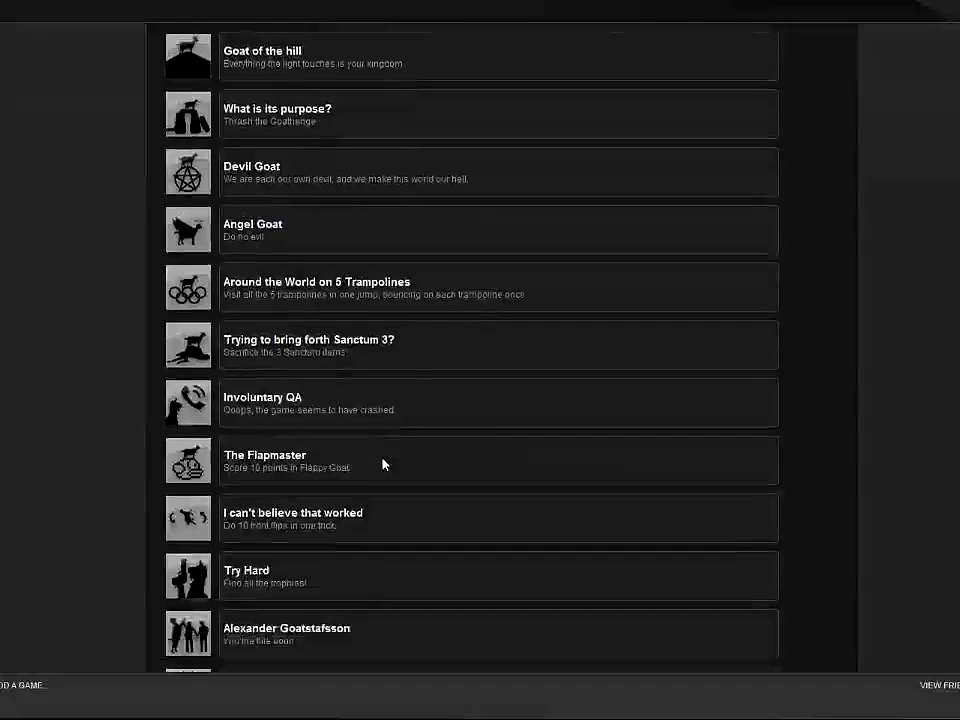 Goat of the hill
Everything the light touches is your kingdom
What is its purpose?
Thrash the Goathenge
Devil Goat
We are each our own devil, and we make this world our hell.
Angel Goat
Do no evil
Around the World on 5 Trampolines
Visit all the 5 trampolines in one jump, bouncing on each trampoline once
Trying to bring forth Sanctum 3?
Sacrifice the 3 Sanctum items
Involuntary QA
Ooops, the game seems to have crashed
The Flapmaster
Score 10 points in Flappy Goat
I can't believe that worked
Do 10 front flips in one trick.
Try Hard
Find all the trophies!
Alexander Goatstafsson
DD A GAME...
VIEW FRIE